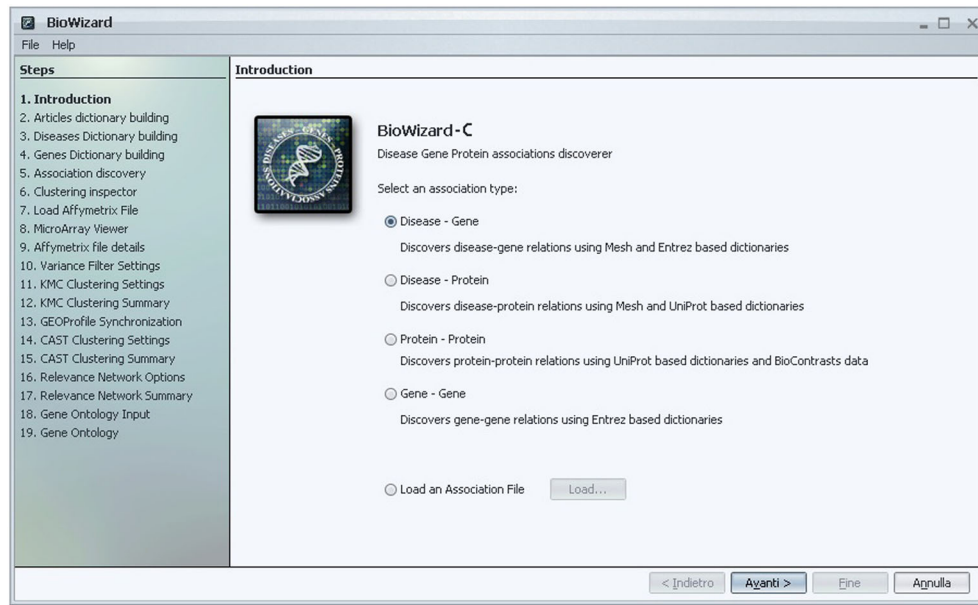 BioWizard
File Help
Steps
1. Introduction
2. Articles dictionary building
3. Diseases Dictionary building
4. Genes Dictionary building
5. Association discovery
6. Clustering inspector
7. Load Affymetrix File
8. MicroArray Viewer
9. Affymetrix file details
10. Variance Filter Settings
11. KMC Clustering Settings
12. KMC Clustering Summary
13. GEOProfile Synchronization
14. CAST Clustering Settings
15. CAST Clustering Summary
16. Relevance Network Options
17. Relevance Network Summary
18. Gene Ontology Input
19. Gene Ontology
Introduction
DISEASES - GENES - PROTEINS ASSOCIATIONS
BioWizard-C
Disease Gene Protein associations discoverer
Select an association type:
Disease - Gene
Discovers disease-gene relations using Mesh and Entrez based dictionaries
Disease - Protein
Discovers disease-protein relations using Mesh and UniProt based dictionaries
Protein - Protein
Discovers protein-protein relations using UniProt based dictionaries and BioContrasts data
Gene - Gene
Discovers gene-gene relations using Entrez based dictionaries
Load an Association File Load...
< Indietro Avanti > Fine Annulla